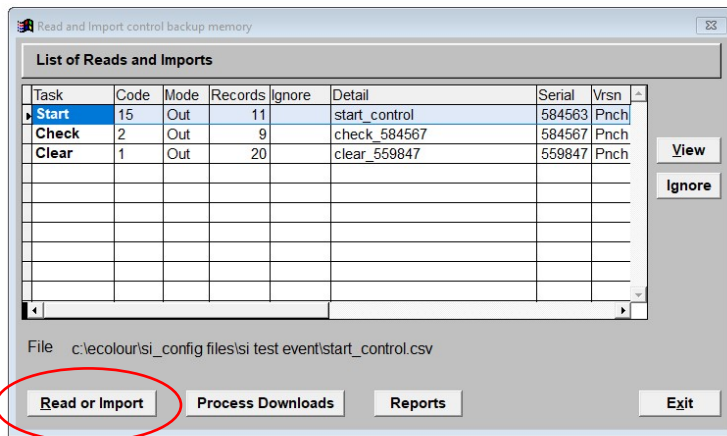 Read and Import control backup memory
List of Reads and Imports
Task Code Mode Records Ignore Detail Serial Vrsn
Start 15 Out 11 start_control 584563 Pnch
Check 2 Out 9 check_584567 584567 Pnch
Clear 1 Out 20 clear_559847 559847 Pnch
View
Ignore
File c:\ecolour\si_config files\si test event\start_control.csv
Read or Import Process Downloads Reports Exit